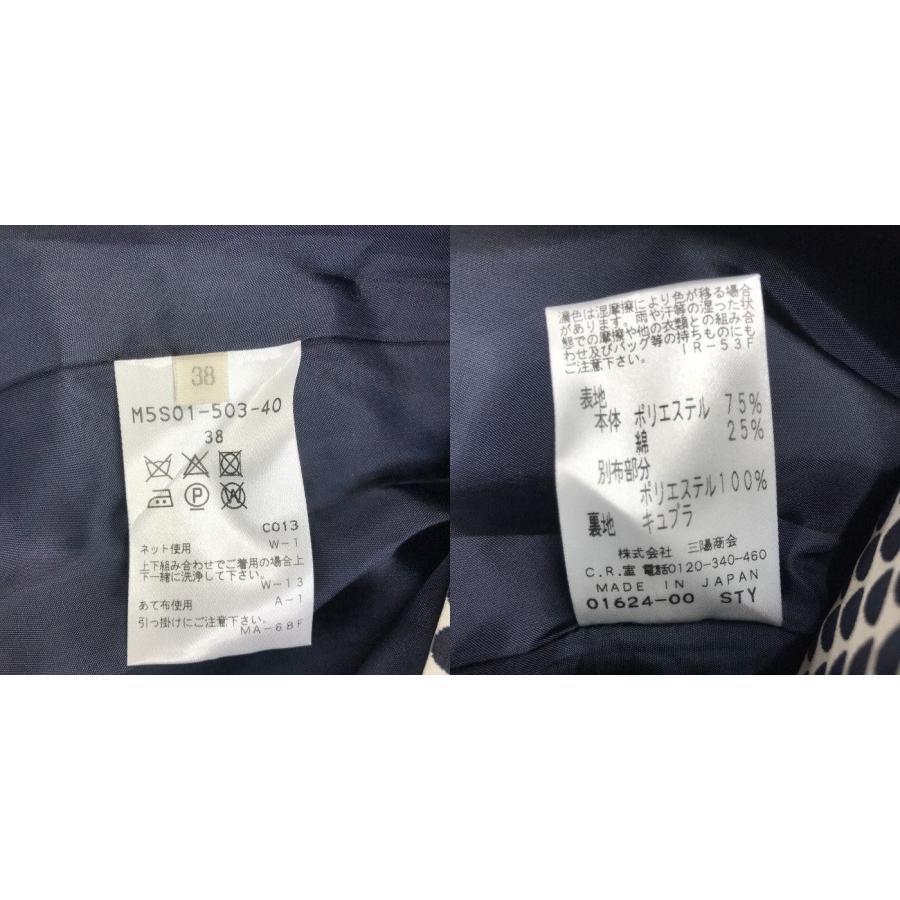 38
M5S01-503-40
38
C013
ネット使用 W-1
上下組み合わせでご着用の場合上
下一緒に洗浄して下さい。
W-13
あて布使用 A-1
引っ掛けにご注意下さい。
MA-68F
濃色は湿摩擦により色が移る場合
があります。雨や汗等の湿った状
態での摩擦や他の衣類との組み
わせ及びバッグ等の持ちものにも
ご注意下さい。 IR-53F
表地
本体 ポリエステル 75%
綿 25%
別布部分
ポリエステル100%
裏地 キュプラ
株式会社 三陽商会
C.R.室 電話0120-340-460
MADE IN JAPAN
01624-00 STY